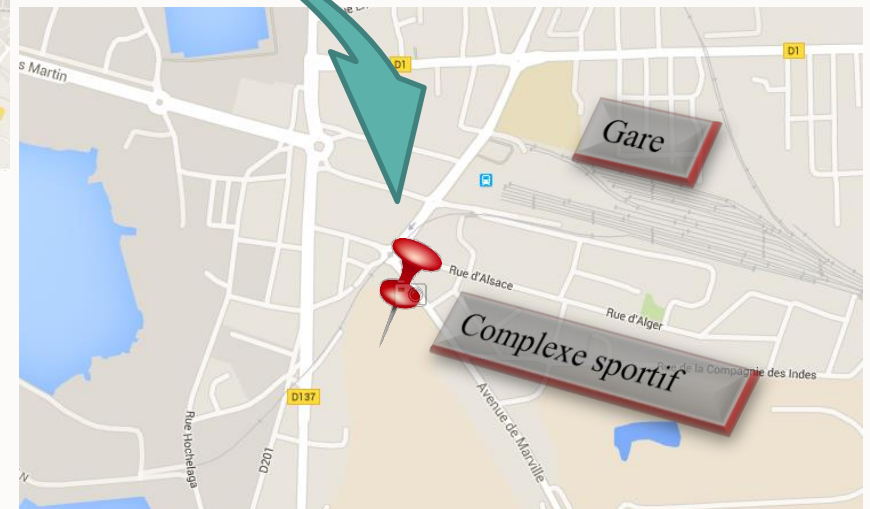 s Martin
D1
D1
Gare
Rue d'Alsace
Rue d'Alger
Complexe sportif
de la Compagnie des Indes
D137
Avenue de Marville
Rue Hochelaga
D201